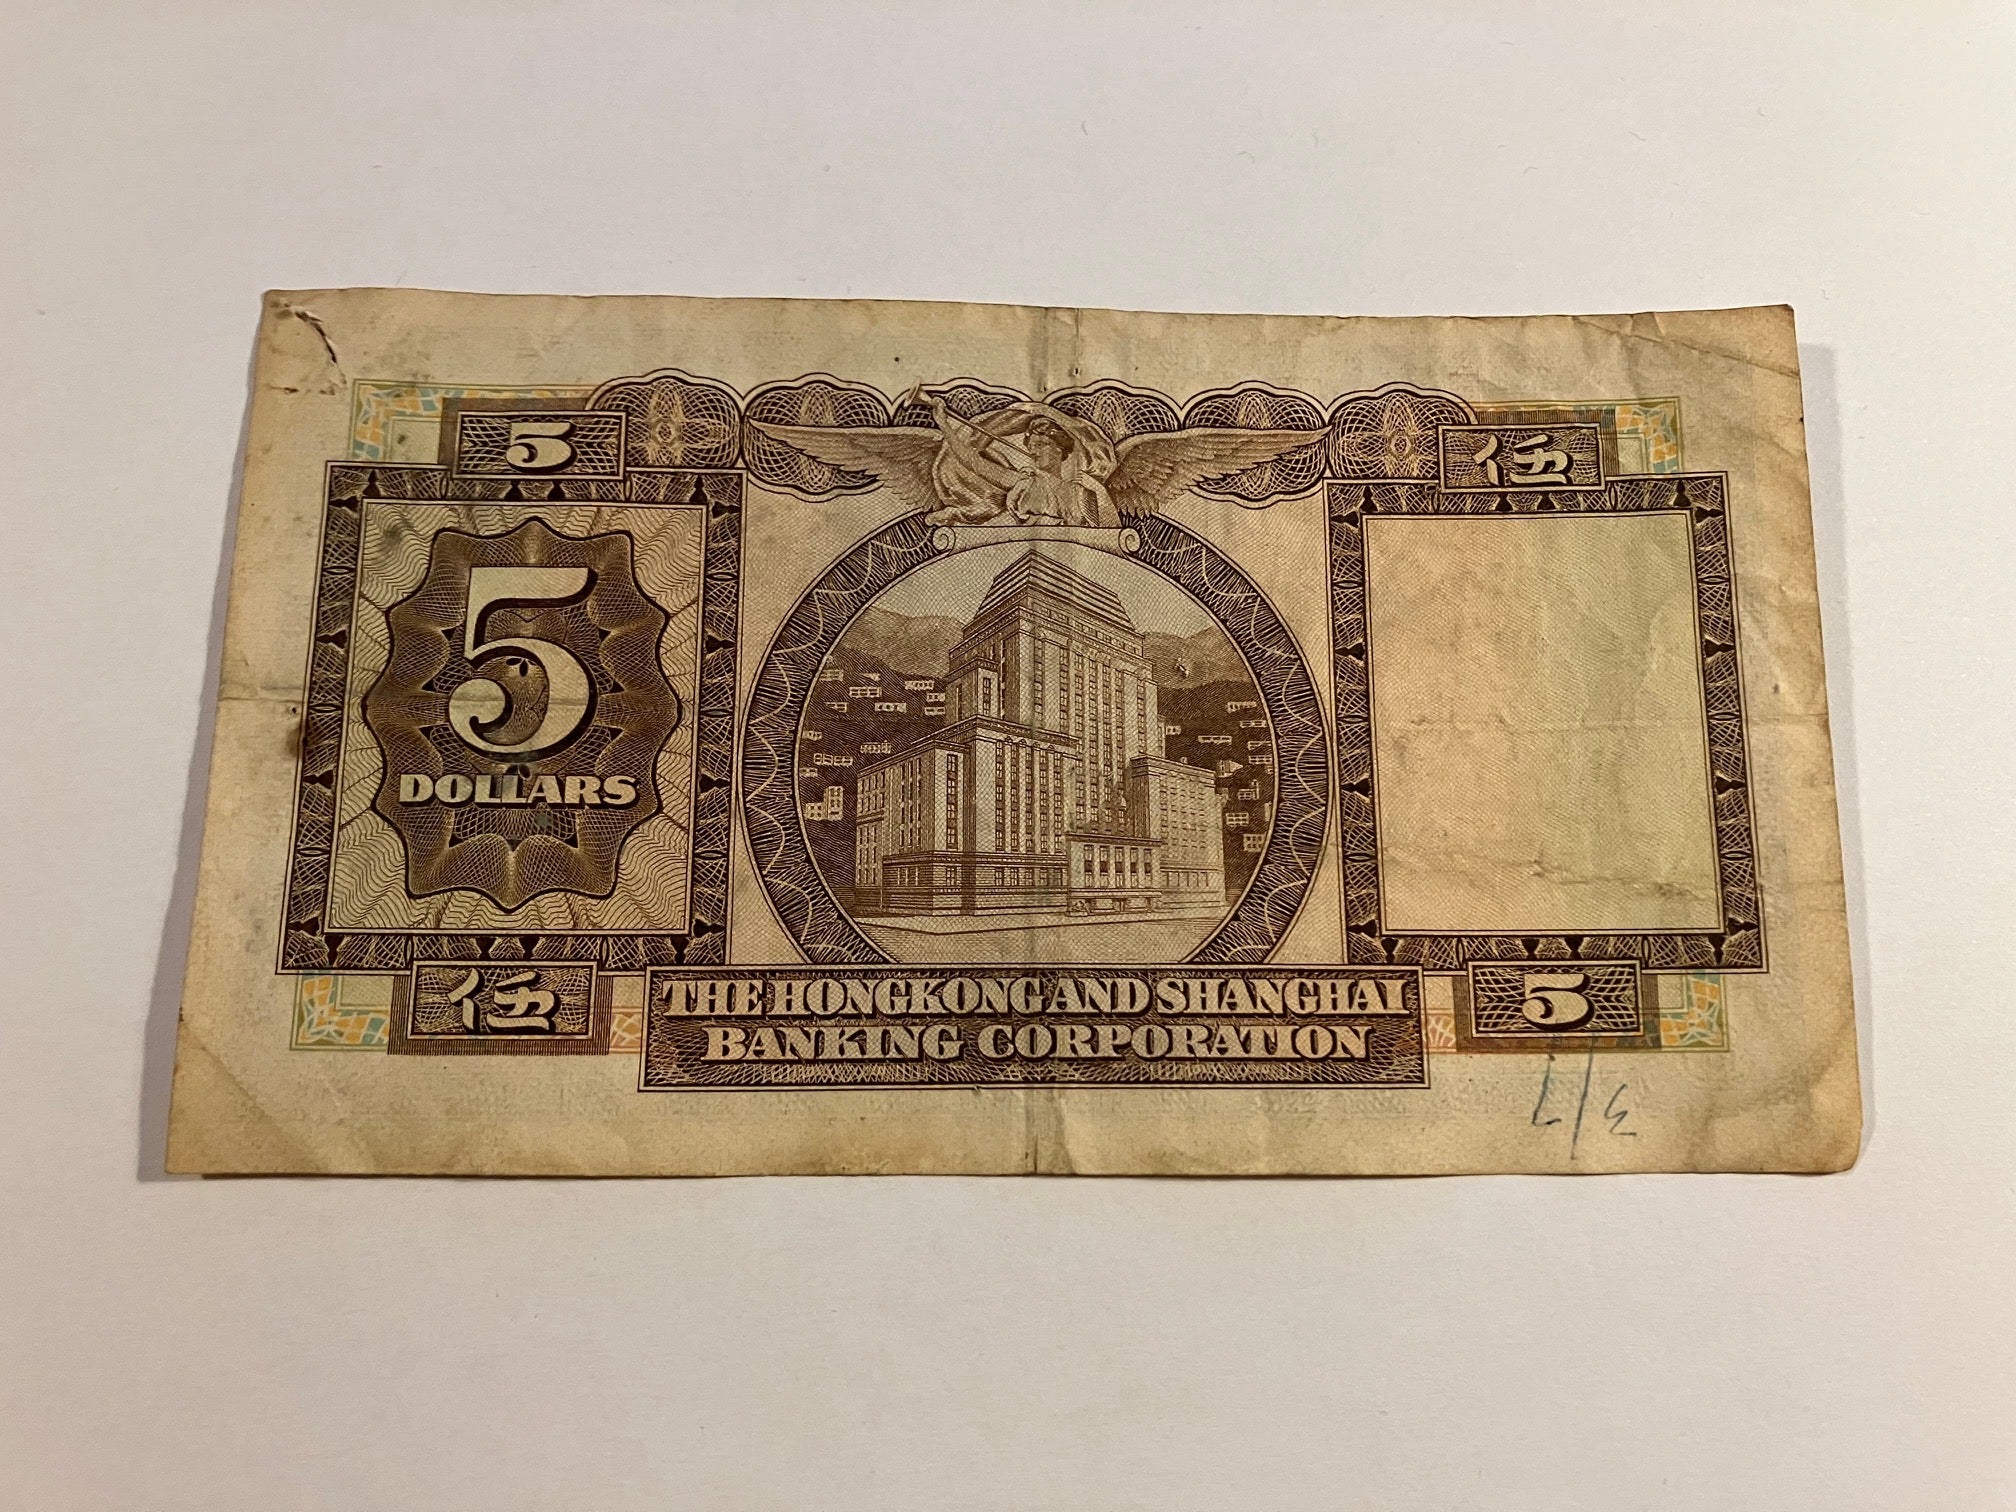 5
伍
5
DOLLARS
伍
THE HONGKONG AND SHANGHAI
BANKING CORPORATION
5